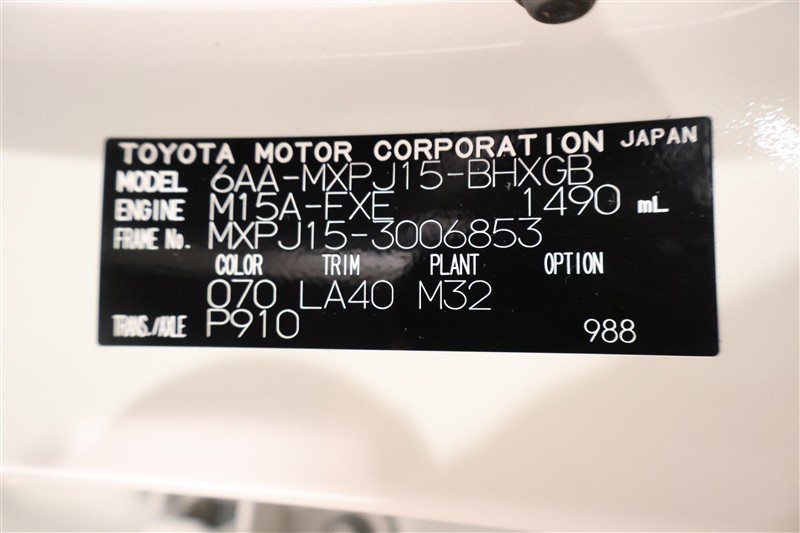 TOYOTA MOTOR CORPORATION JAPAN
MODEL 6AA-MXPJ15-BHXGB
ENGINE M15A-FXE 1490 mL
FRAME No. MXPJ15-3006853
COLOR TRIM PLANT OPTION
070 LA40 M32
TRANS./AXLE P910 988